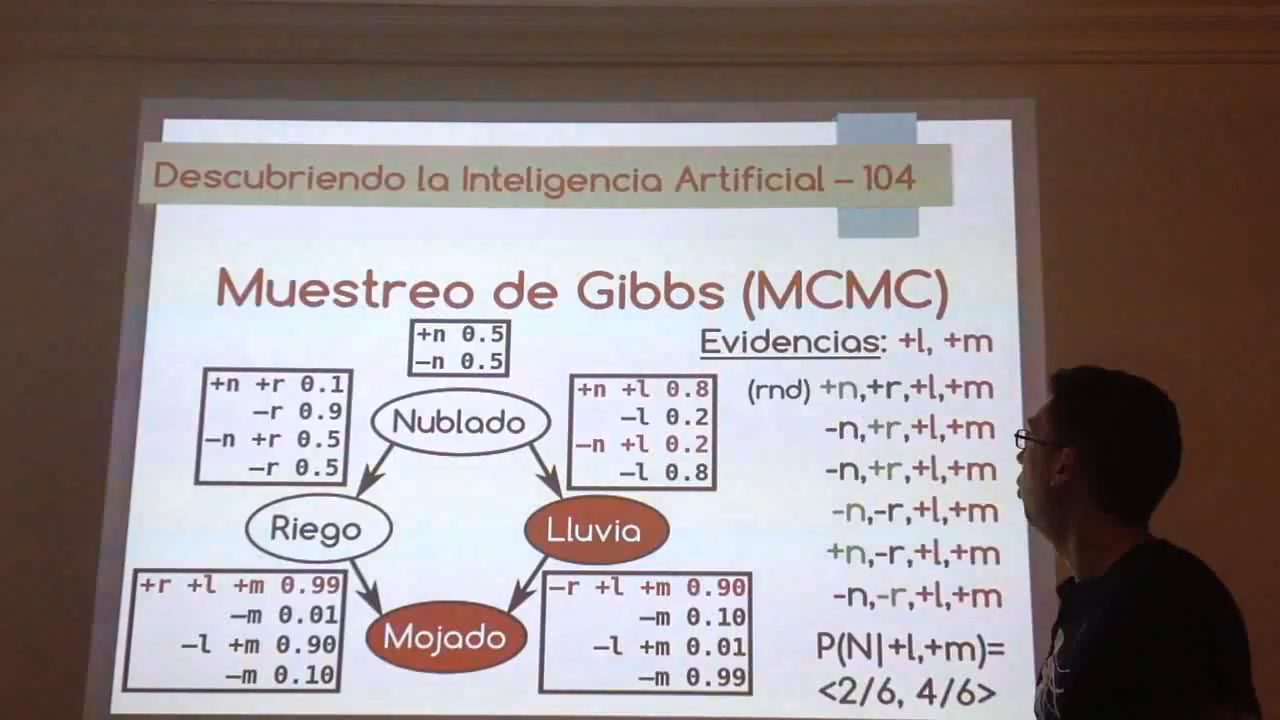 Descubriendo la Inteligencia Artificial – 104
Muestreo de Gibbs (MCMC)
+n 0.5
–n 0.5
+n +r 0.1
–r 0.9
–n +r 0.5
–r 0.5
Nublado
+n +l 0.8
–l 0.2
–n +l 0.2
–l 0.8
Riego
Lluvia
+r +l +m 0.99
–m 0.01
–l +m 0.90
–m 0.10
Mojado
–r +l +m 0.90
–m 0.10
–l +m 0.01
–m 0.99
Evidencias: +l, +m
(rnd) +n,+r,+l,+m
-n,+r,+l,+m
-n,+r,+l,+m
-n,-r,+l,+m
+n,-r,+l,+m
-n,-r,+l,+m
P(N|+l,+m)=
<2/6, 4/6>